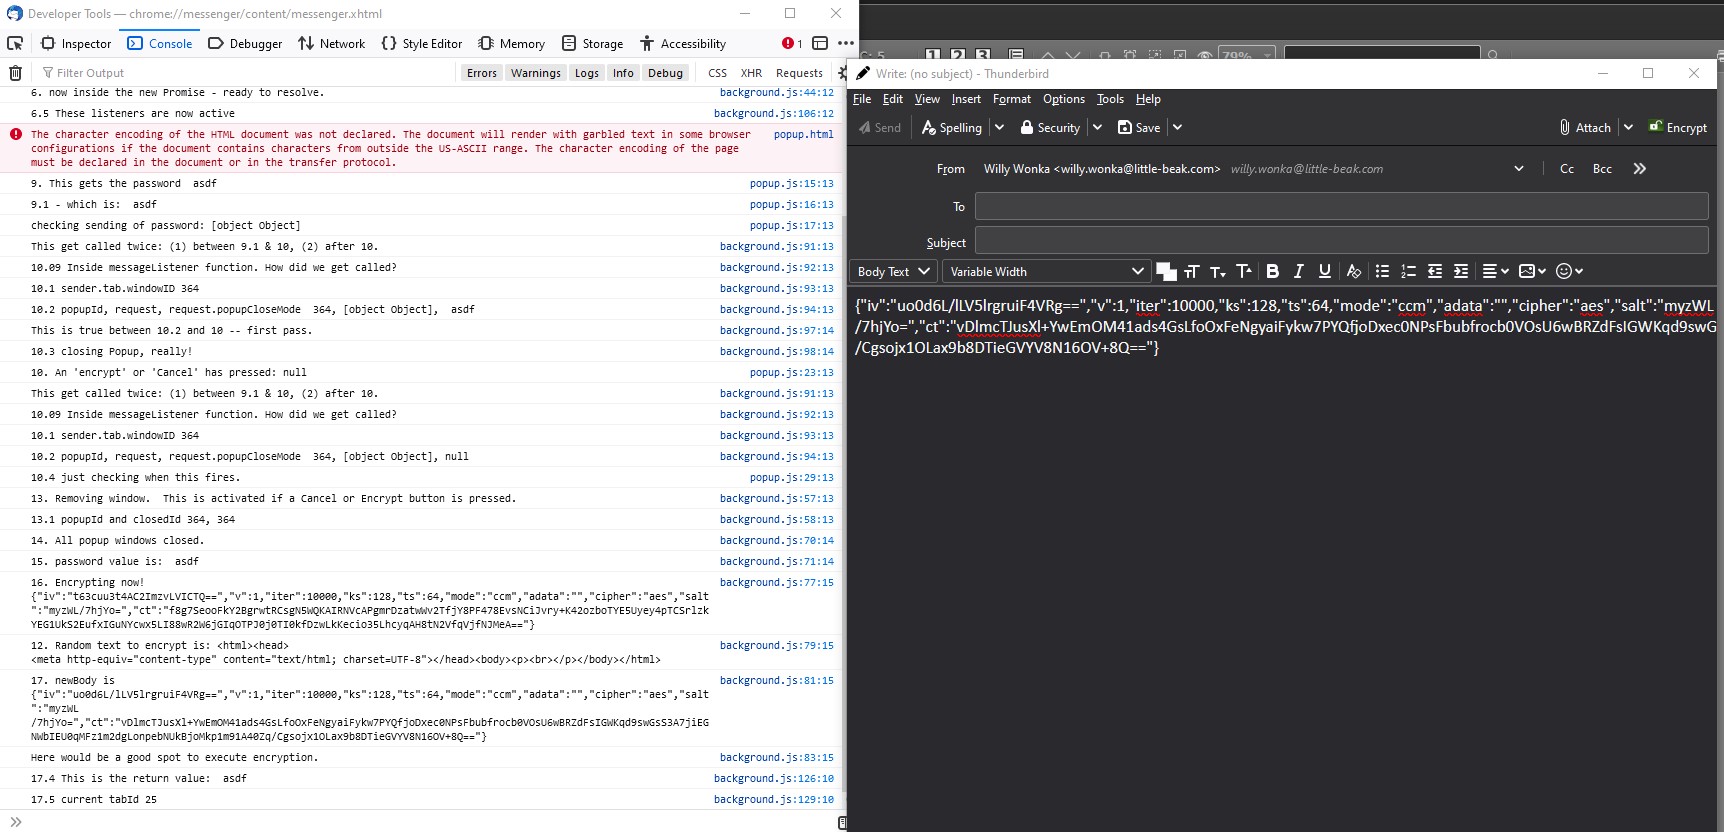 Developer Tools — chrome://messenger/content/messenger.xhtml
Inspector Console Debugger Network Style Editor Memory Storage Accessibility 1
Filter Output Errors Warnings Logs Info Debug CSS XHR Requests
6. now inside the new Promise - ready to resolve. background.js:44:12
6.5 These listeners are now active background.js:106:12
The character encoding of the HTML document was not declared. The document will render with garbled text in some browser popup.html
configurations if the document contains characters from outside the US-ASCII range. The character encoding of the page
must be declared in the document or in the transfer protocol.
9. This gets the password  asdf popup.js:15:13
9.1 - which is:  asdf popup.js:16:13
checking sending of password: [object Object] popup.js:17:13
This get called twice: (1) between 9.1 & 10, (2) after 10. background.js:91:13
10.09 Inside messageListener function. How did we get called? background.js:92:13
10.1 sender.tab.windowID 364 background.js:93:13
10.2 popupId, request, request.popupCloseMode  364, [object Object],  asdf background.js:94:13
This is true between 10.2 and 10 -- first pass. background.js:97:14
10.3 closing Popup, really! background.js:98:14
10. An 'encrypt' or 'Cancel' has pressed: null popup.js:23:13
This get called twice: (1) between 9.1 & 10, (2) after 10. background.js:91:13
10.09 Inside messageListener function. How did we get called? background.js:92:13
10.1 sender.tab.windowID 364 background.js:93:13
10.2 popupId, request, request.popupCloseMode  364, [object Object], null background.js:94:13
10.4 just checking when this fires. popup.js:29:13
13. Removing window.  This is activated if a Cancel or Encrypt button is pressed. background.js:57:13
13.1 popupId and closedId 364, 364 background.js:58:13
14. All popup windows closed. background.js:70:14
15. password value is:  asdf background.js:71:14
16. Encrypting now! background.js:77:15
{"iv":"t63cuu3t4AC2ImzvLVICTQ==","v":1,"iter":10000,"ks":128,"ts":64,"mode":"ccm","adata":"","cipher":"aes","salt
":"myzWL/7hjYo=","ct":"f8g7SeooFkY2BgrwtRCsgN5WQKAIRNVcAPgmrDzatwWv2TfjY8PF478EvsNCiJvry+K42ozboTYE5Uyey4pTCSrlzk
YEG1UkS2EufxIGuNYcwx5LI88wR2W6jGIqOTPJ0j0TI0kfDzwLkKecio35LhcyqAH8tN2VfqVjfNJMeA=="}
12. Random text to encrypt is: <html><head> background.js:79:15
<meta http-equiv="content-type" content="text/html; charset=UTF-8"></head><body><p><br></p></body></html>
17. newBody is background.js:81:15
{"iv":"uo0d6L/lLV5lrgruiF4VRg==","v":1,"iter":10000,"ks":128,"ts":64,"mode":"ccm","adata":"","cipher":"aes","salt
":"myzWL
/7hjYo=","ct":"vDlmcTJusXl+YwEmOM41ads4GsLfoOxFeNgyaiFykw7PYQfjoDxec0NPsFbubfrocb0VOsU6wBRZdFsIGWKqd9swGsS3A7jiEG
NWbIEU0qMFz1m2dgLonpebNUkBjoMkp1m91A40Zq/Cgsojx1OLax9b8DTieGVYV8N16OV+8Q=="}
Here would be a good spot to execute encryption. background.js:83:15
17.4 This is the return value:  asdf background.js:126:10
17.5 current tabId 25 background.js:129:10
1 2 3 79%
Write: (no subject) - Thunderbird
File Edit View Insert Format Options Tools Help
Send Spelling Security Save Attach Encrypt
From Willy Wonka <willy.wonka@little-beak.com> willy.wonka@little-beak.com Cc Bcc
To
Subject
Body Text Variable Width B I U
{"iv":"uo0d6L/lLV5lrgruiF4VRg==","v":1,"iter":10000,"ks":128,"ts":64,"mode":"ccm","adata":"","cipher":"aes","salt":"myzWL
/7hjYo=","ct":"vDlmcTJusXl+YwEmOM41ads4GsLfoOxFeNgyaiFykw7PYQfjoDxec0NPsFbubfrocb0VOsU6wBRZdFsIGWKqd9swG
/Cgsojx1OLax9b8DTieGVYV8N16OV+8Q=="}